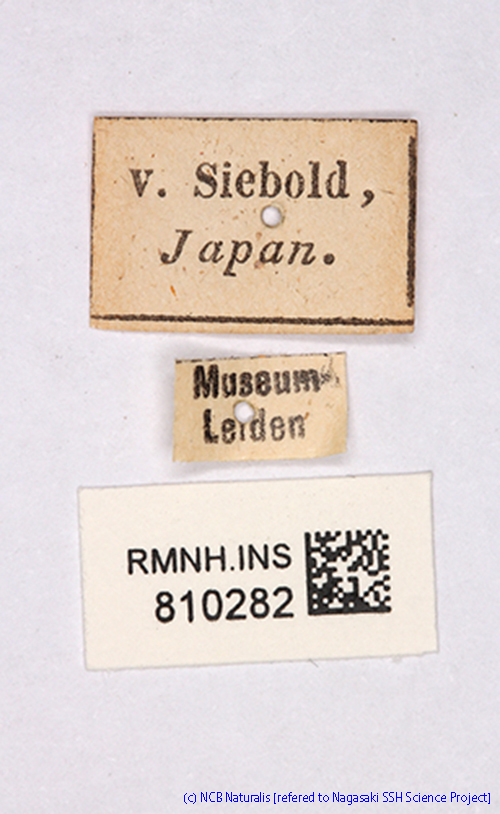 v. Siebold,
Japan.
Museum
Leiden
RMNH.INS
810282
(c) NCB Naturalis [refered to Nagasaki SSH Science Project]